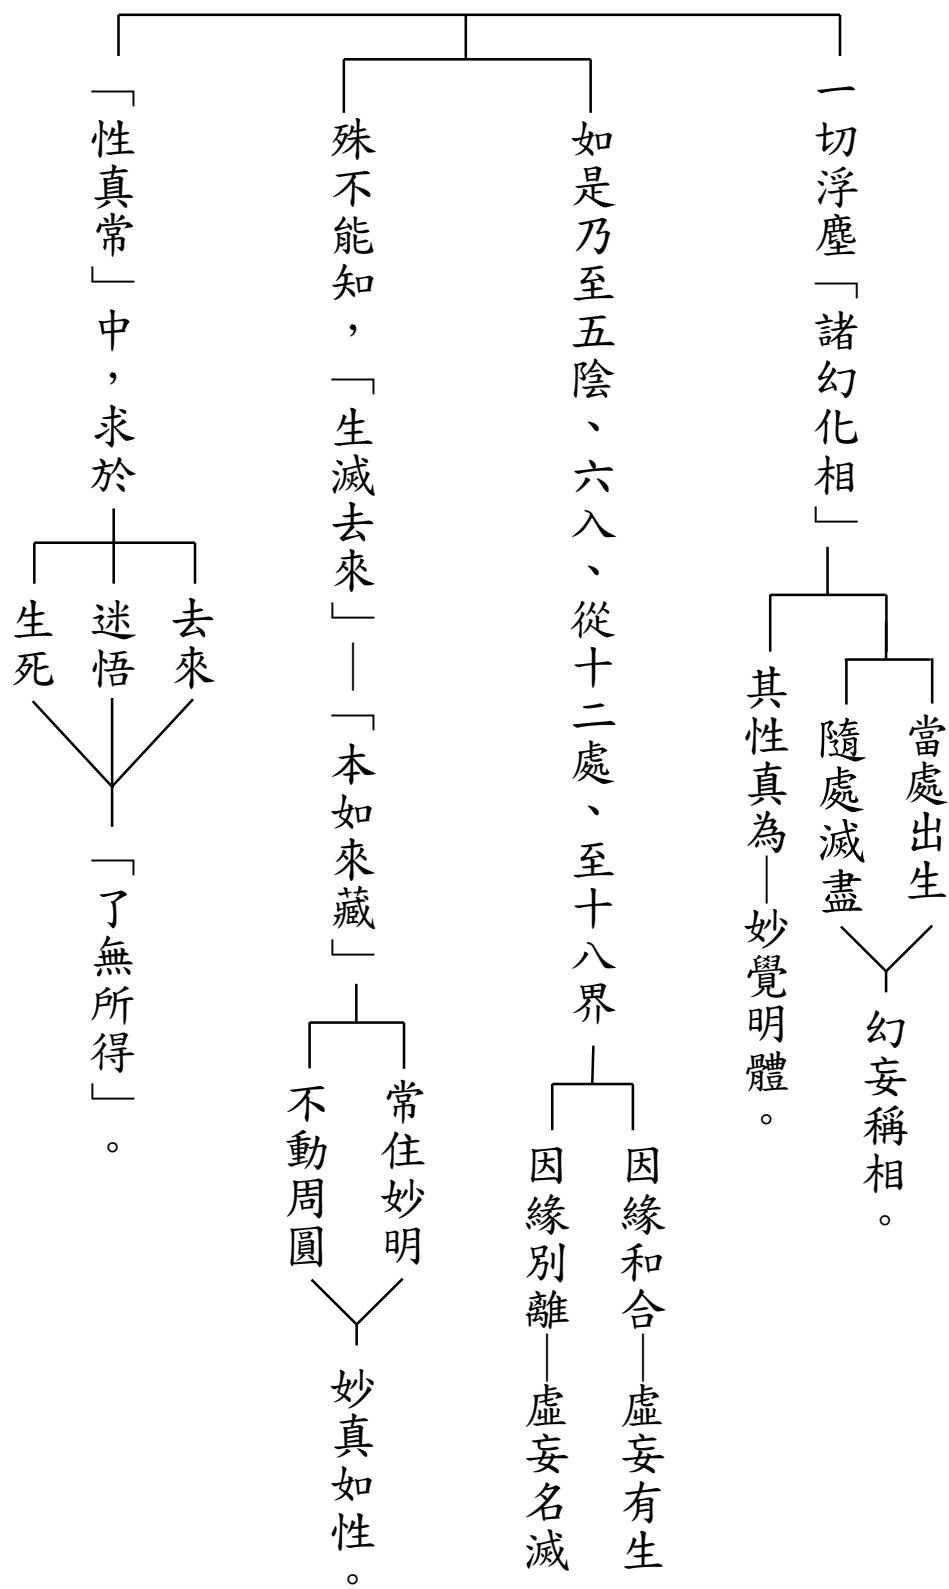 一切浮塵「諸幻化相」
當處出生
隨處滅盡
幻妄稱相。
其性真為—妙覺明體。
如是乃至五陰、六入、從十二處、至十八界
因緣和合—虛妄有生
因緣別離—虛妄名滅
殊不能知，「生滅去來」—「本如來藏」
常住妙明
不動周圓
妙真如性。
「性真常」中，求於
去來
迷悟
生死
「了無所得」。